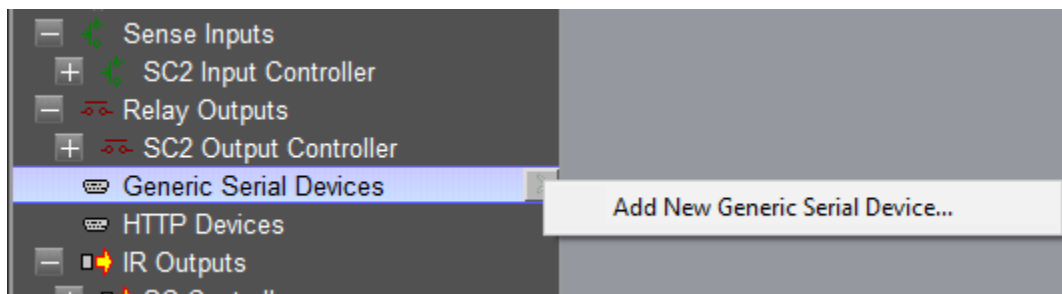 Sense Inputs
SC2 Input Controller
Relay Outputs
SC2 Output Controller
Generic Serial Devices
Add New Generic Serial Device...
HTTP Devices
IR Outputs